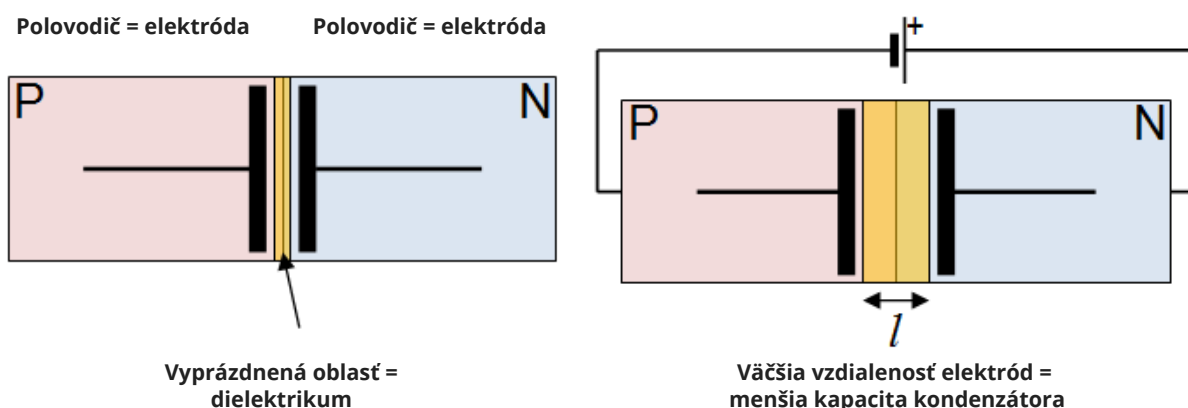 Polovodič = elektróda
Polovodič = elektróda
P
N
Vyprázdnená oblasť =
dielektrikum
+
P
N
l
Väčšia vzdialenosť elektród =
menšia kapacita kondenzátora